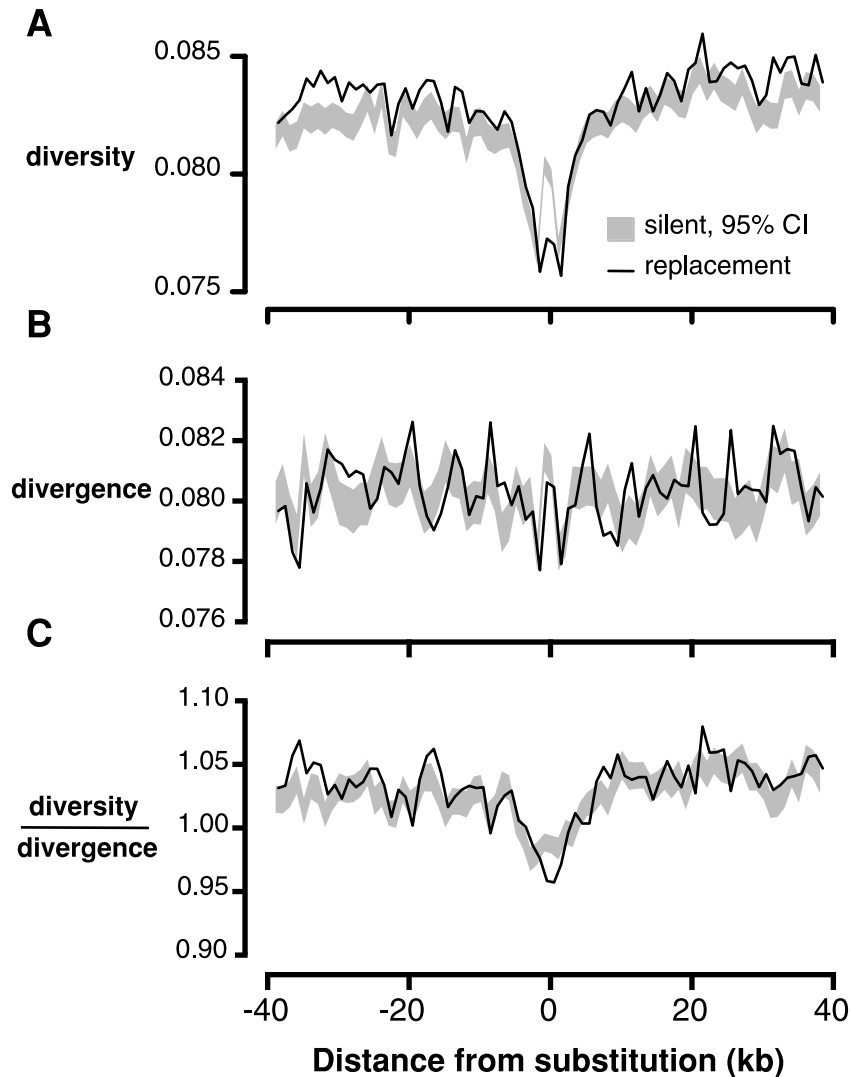 A
0.085
diversity
0.080
silent, 95% CI
replacement
0.075
B
0.084
0.082
divergence
0.080
0.078
0.076
C
1.10
1.05
diversity
1.00
divergence
0.95
0.90
-40 -20 0 20 40
Distance from substitution (kb)